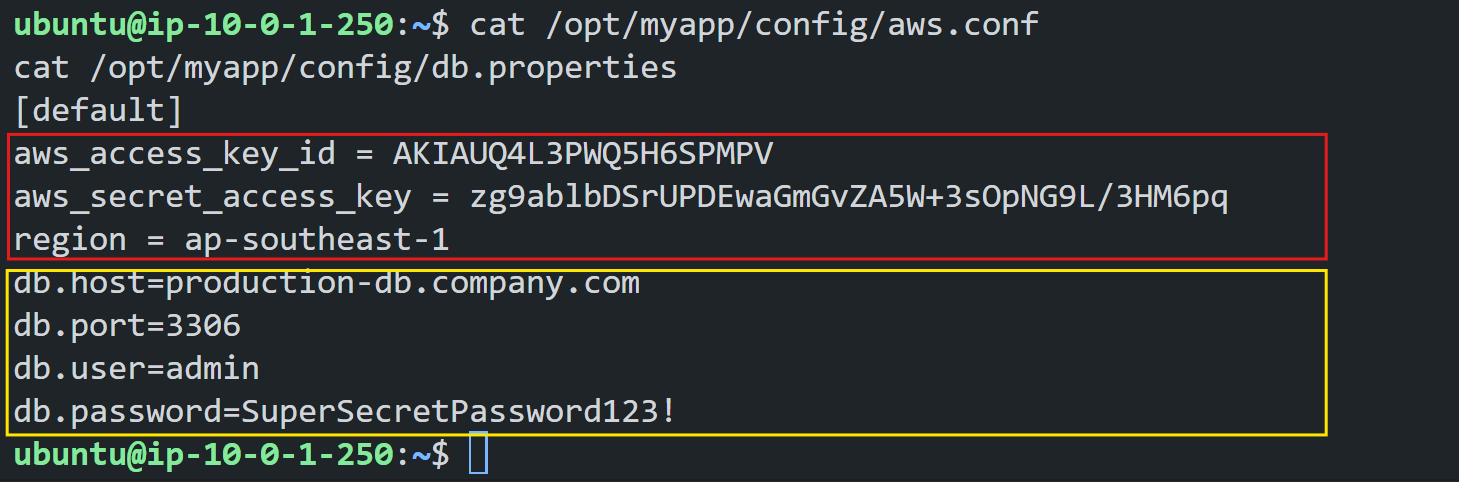 ubuntu@ip-10-0-1-250:~$ cat /opt/myapp/config/aws.conf
cat /opt/myapp/config/db.properties
[default]
aws_access_key_id = AKIAUQ4L3PWQ5H6SPMPV
aws_secret_access_key = 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
region = ap-southeast-1
db.host=production-db.company.com
db.port=3306
db.user=admin
db.password=SuperSecretPassword123!
ubuntu@ip-10-0-1-250:~$